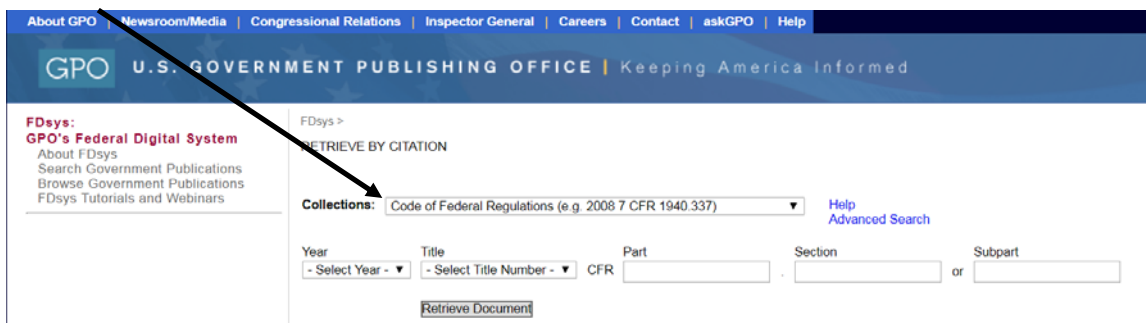 About GPO | Newsroom/Media | Congressional Relations | Inspector General | Careers | Contact | askGPO | Help
GPO U.S. GOVERNMENT PUBLISHING OFFICE | Keeping America Informed
FDsys:
GPO's Federal Digital System
About FDsys
Search Government Publications
Browse Government Publications
FDsys Tutorials and Webinars
FDsys >
RETRIEVE BY CITATION
Collections: Code of Federal Regulations (e.g. 2008 7 CFR 1940.337) ▼ Help
Advanced Search
Year Title Part Section Subpart
- Select Year - ▼ - Select Title Number - ▼ CFR . or
Retrieve Document